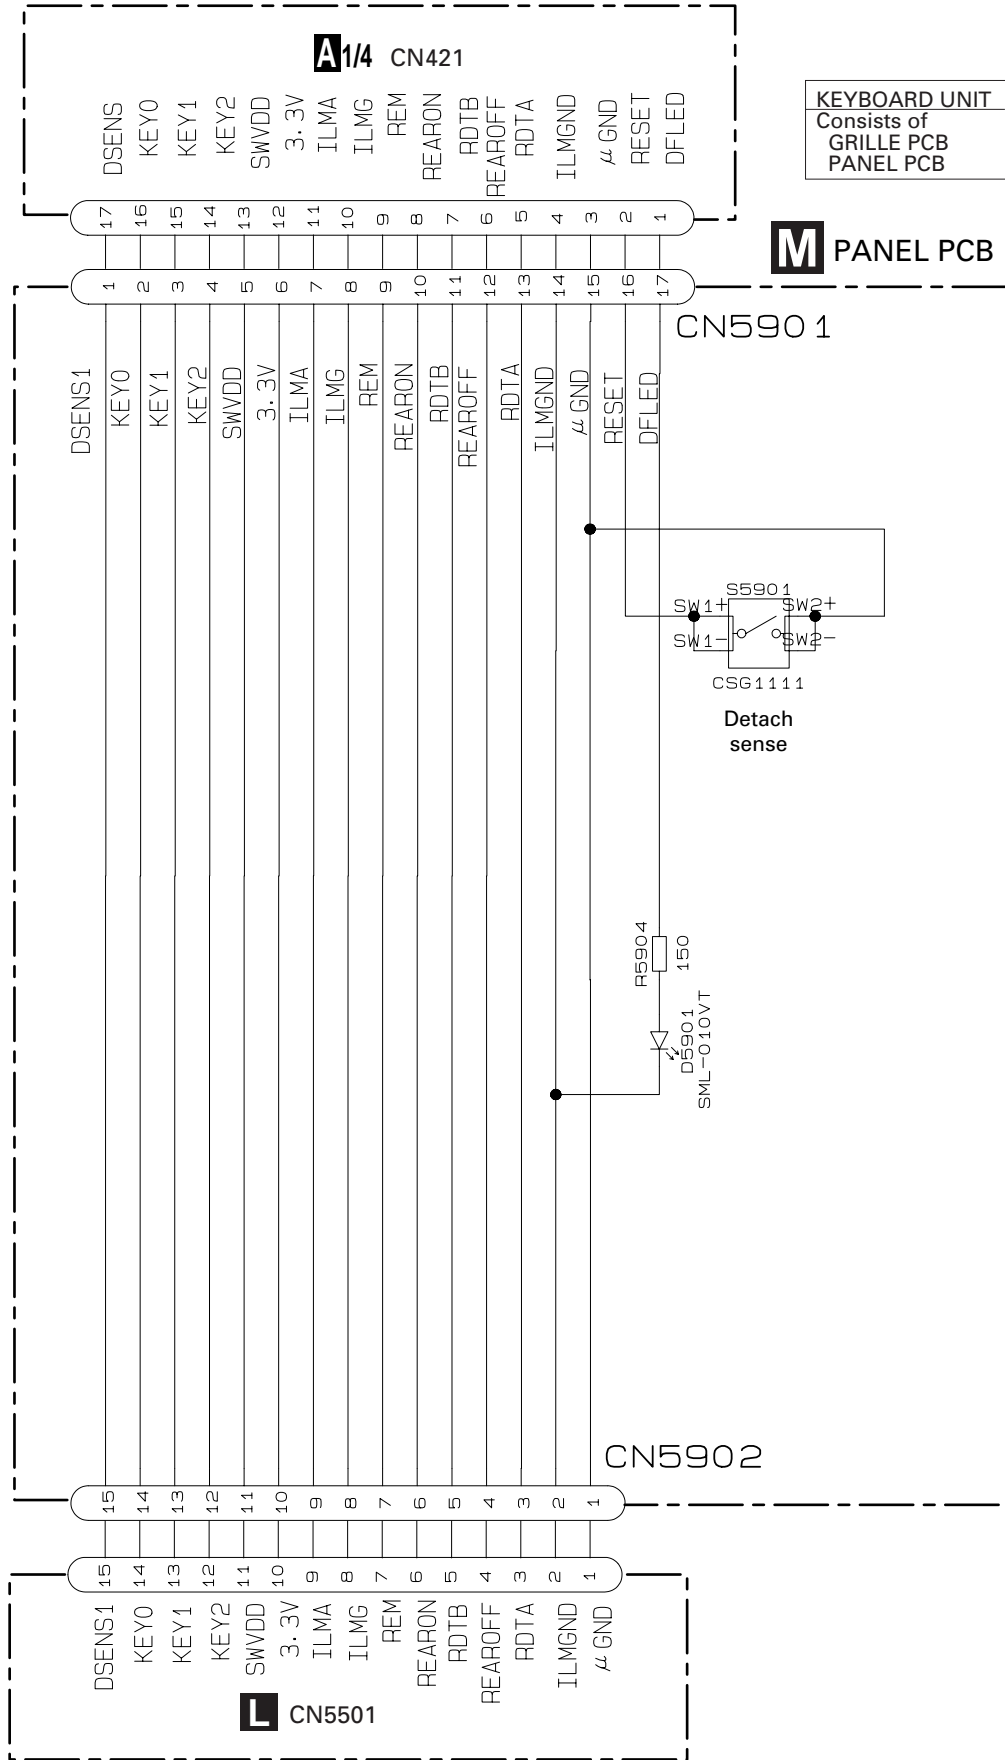 A 1/4 CN421
DSENS
KEY0
KEY1
KEY2
SWVDD
3.3V
ILMA
ILMG
REM
REARON
RDTB
REAROFF
RDTA
ILMGND
μGND
RESET
DFLED
KEYBOARD UNIT
Consists of
GRILLE PCB
PANEL PCB
17 16 15 14 13 12 11 10 9 8 7 6 5 4 3 2 1
M PANEL PCB
1 2 3 4 5 6 7 8 9 10 11 12 13 14 15 16 17
CN5901
DSENS1
KEY0
KEY1
KEY2
SWVDD
3.3V
ILMA
ILMG
REM
REARON
RDTB
REAROFF
RDTA
ILMGND
μGND
RESET
DFLED
S5901
SW1+ SW2+
SW1- SW2-
CSG1111
Detach
sense
R5904
150
D5901
SML-010VT
CN5902
15 14 13 12 11 10 9 8 7 6 5 4 3 2 1
15 14 13 12 11 10 9 8 7 6 5 4 3 2 1
DSENS1
KEY0
KEY1
KEY2
SWVDD
3.3V
ILMA
ILMG
REM
REARON
RDTB
REAROFF
RDTA
ILMGND
μGND
L CN5501